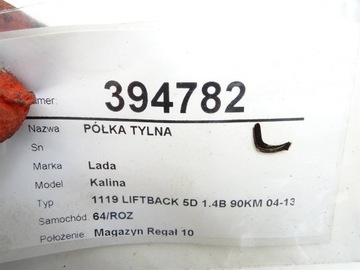 umer: 394782
Nazwa PÓŁKA TYLNA
Sn
Marka Lada
Model Kalina
Typ 1119 LIFTBACK 5D 1.4B 90KM 04-13
Samochód 64/ROZ
Położenie Magazyn Regał 10